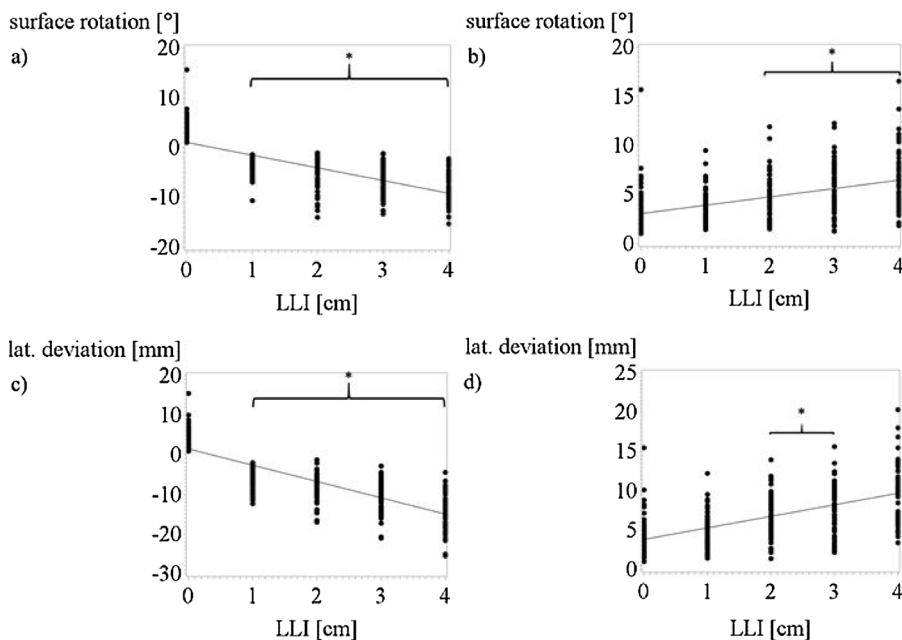 surface rotation [°]
a)
20
*
10
0
-10
-20
0 1 2 3 4
LLI [cm]
surface rotation [°]
b)
20
*
15
10
5
0
0 1 2 3 4
LLI [cm]
lat. deviation [mm]
c)
20
*
10
0
-10
-20
-30
0 1 2 3 4
LLI [cm]
lat. deviation [mm]
d)
25
20
*
15
10
5
0
0 1 2 3 4
LLI [cm]